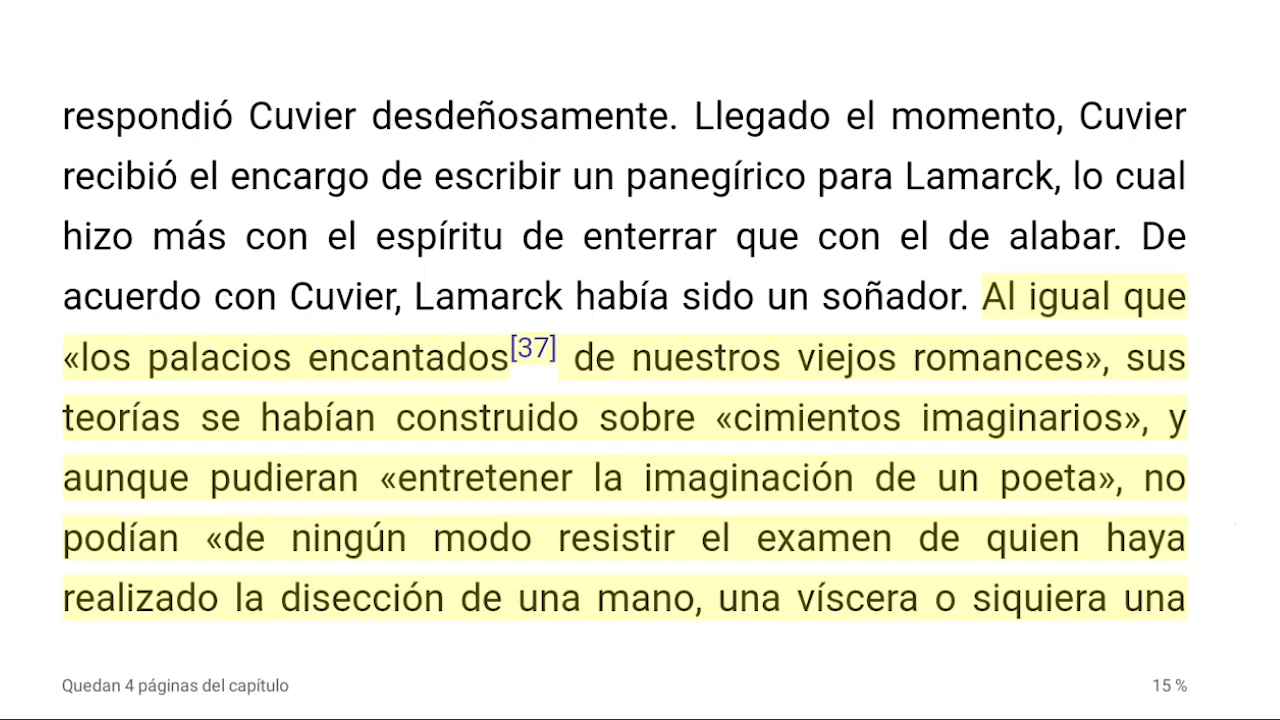 respondió Cuvier desdeñosamente. Llegado el momento, Cuvier
recibió el encargo de escribir un panegírico para Lamarck, lo cual
hizo más con el espíritu de enterrar que con el de alabar. De
acuerdo con Cuvier, Lamarck había sido un soñador. Al igual que
«los palacios encantados[37] de nuestros viejos romances», sus
teorías se habían construido sobre «cimientos imaginarios», y
aunque pudieran «entretener la imaginación de un poeta», no
podían «de ningún modo resistir el examen de quien haya
realizado la disección de una mano, una víscera o siquiera una
Quedan 4 páginas del capítulo 15 %